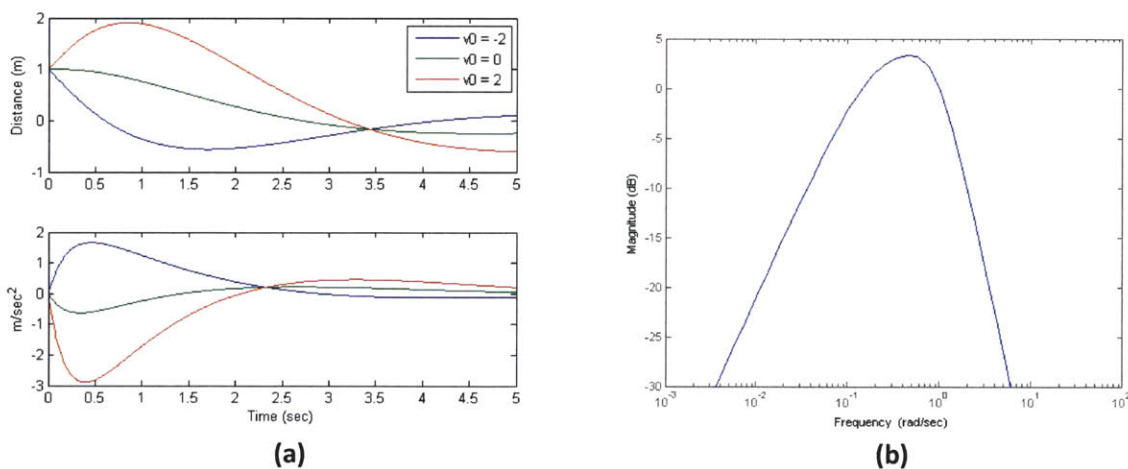 2
1
0
-1
Distance (m)
v0 = -2
v0 = 0
v0 = 2
0 0.5 1 1.5 2 2.5 3 3.5 4 4.5 5
2
1
0
-1
-2
-3
m/sec²
0 0.5 1 1.5 2 2.5 3 3.5 4 4.5 5
Time (sec)
(a)
5
0
-5
-10
-15
-20
-25
-30
Magnitude (dB)
10⁻³ 10⁻² 10⁻¹ 10⁰ 10¹ 10²
Frequency (rad/sec)
(b)